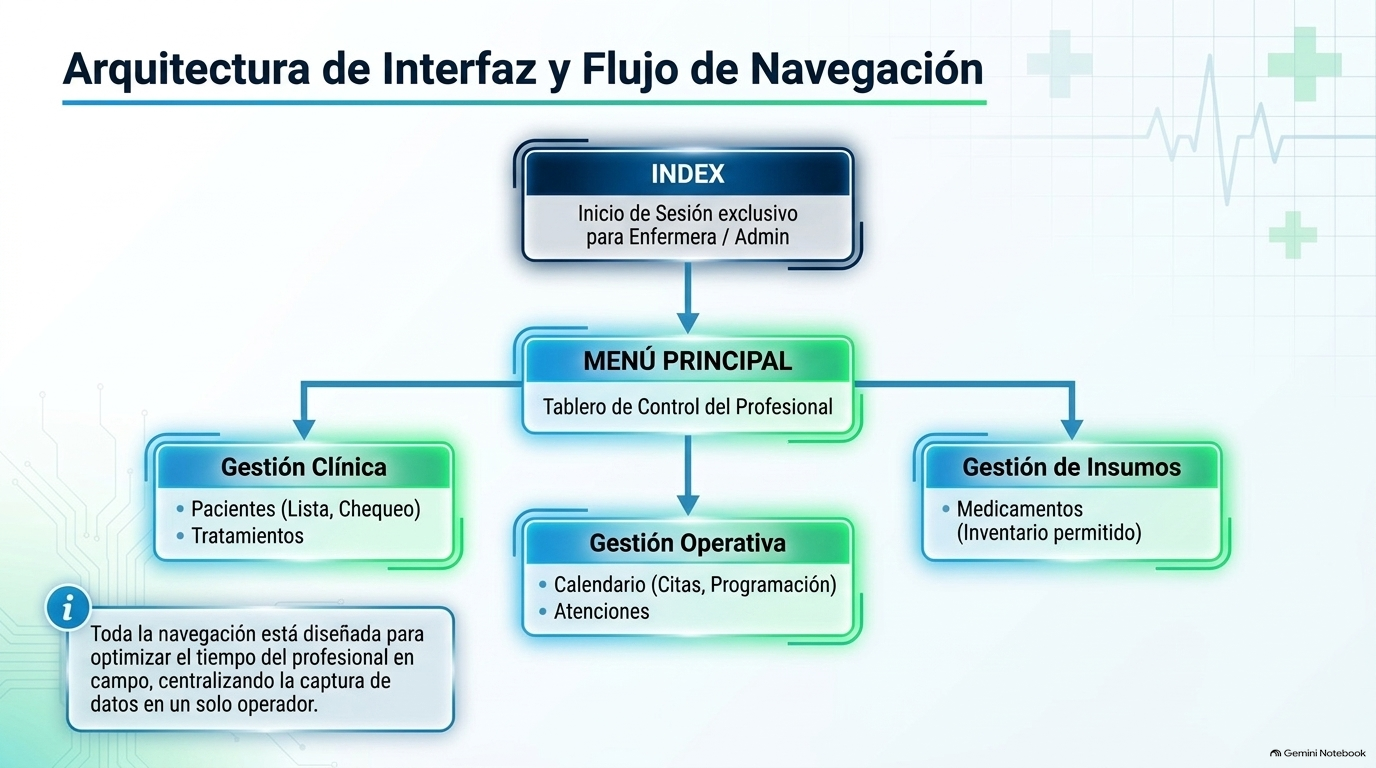 Arquitectura de Interfaz y Flujo de Navegación
INDEX
Inicio de Sesión exclusivo
para Enfermera / Admin
MENÚ PRINCIPAL
Tablero de Control del Profesional
Gestión Clínica
• Pacientes (Lista, Chequeo)
• Tratamientos
Gestión Operativa
• Calendario (Citas, Programación)
• Atenciones
Gestión de Insumos
• Medicamentos
(Inventario permitido)
i
Toda la navegación está diseñada para
optimizar el tiempo del profesional en
campo, centralizando la captura de
datos en un solo operador.
Gemini Notebook